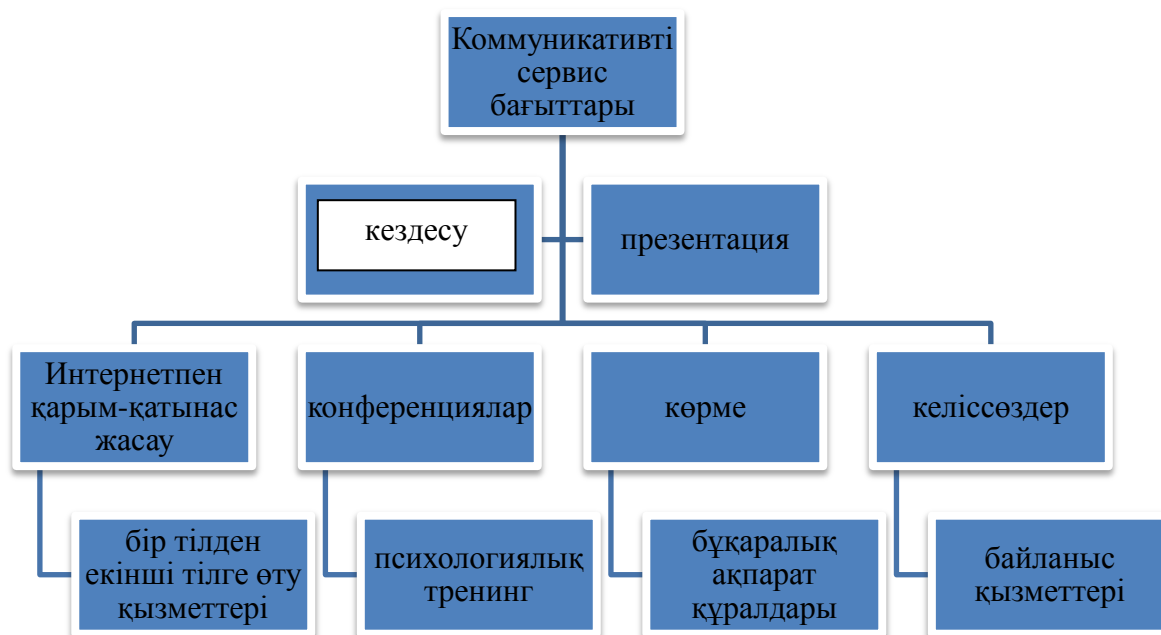 Коммуникативті
сервис
бағыттары
кездесу
презентация
Интернетпен
қарым-қатынас
жасау
конференциялар
көрме
келіссөздер
бір тілден
екінші тілге өту
қызметтері
психологиялық
тренинг
бұқаралық
ақпарат
құралдары
байланыс
қызметтері